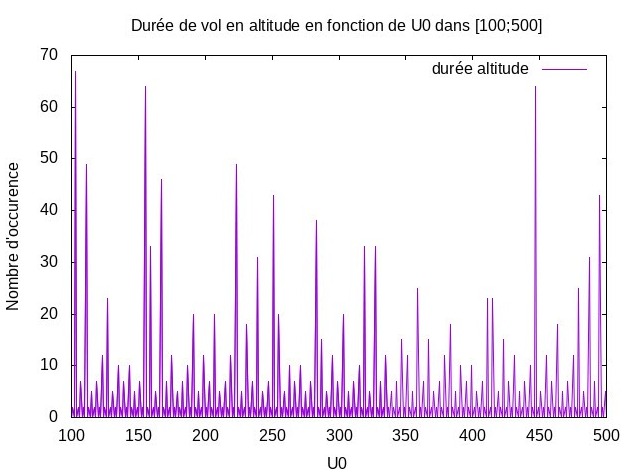 Durée de vol en altitude en fonction de U0 dans [100;500]
durée altitude
Nombre d'occurence
70
60
50
40
30
20
10
0
100 150 200 250 300 350 400 450 500
U0